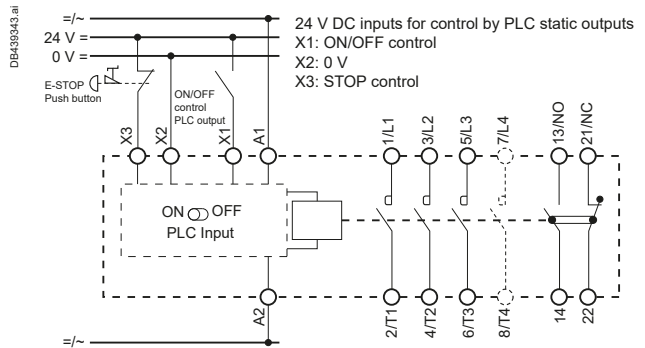 DB439343.ai
=/~
24 V =
0 V =
24 V DC inputs for control by PLC static outputs
X1: ON/OFF control
X2: 0 V
X3: STOP control
E-STOP
Push button
ON/OFF
control
PLC output
X3
X2
X1
A1
1/L1
3/L2
5/L3
7/L4
13/NO
21/NC
ON OFF
PLC Input
A2
2/T1
4/T2
6/T3
8/T4
14
22
=/~